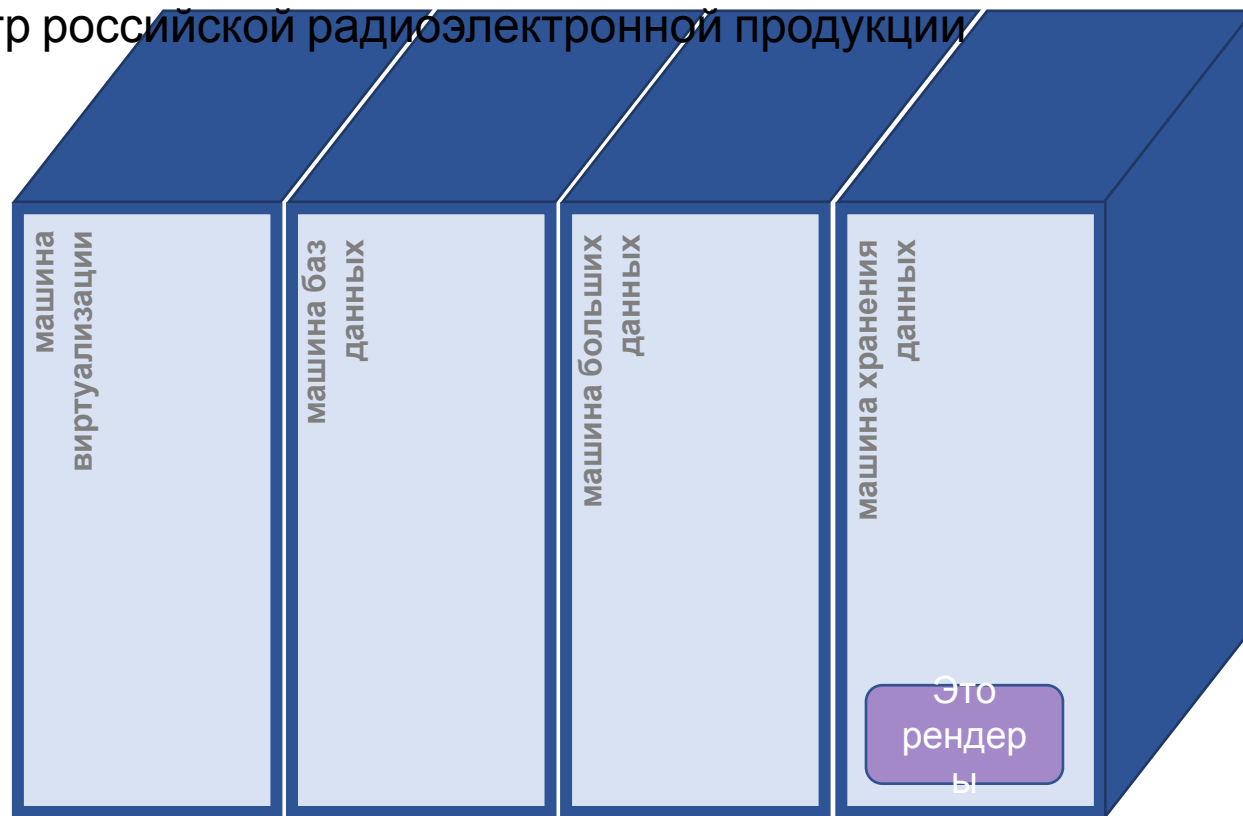 тр российской радиоэлектронной продукции
машина
виртуализации
машина баз
данных
машина больших
данных
машина хранения
данных
Это
рендер
ы